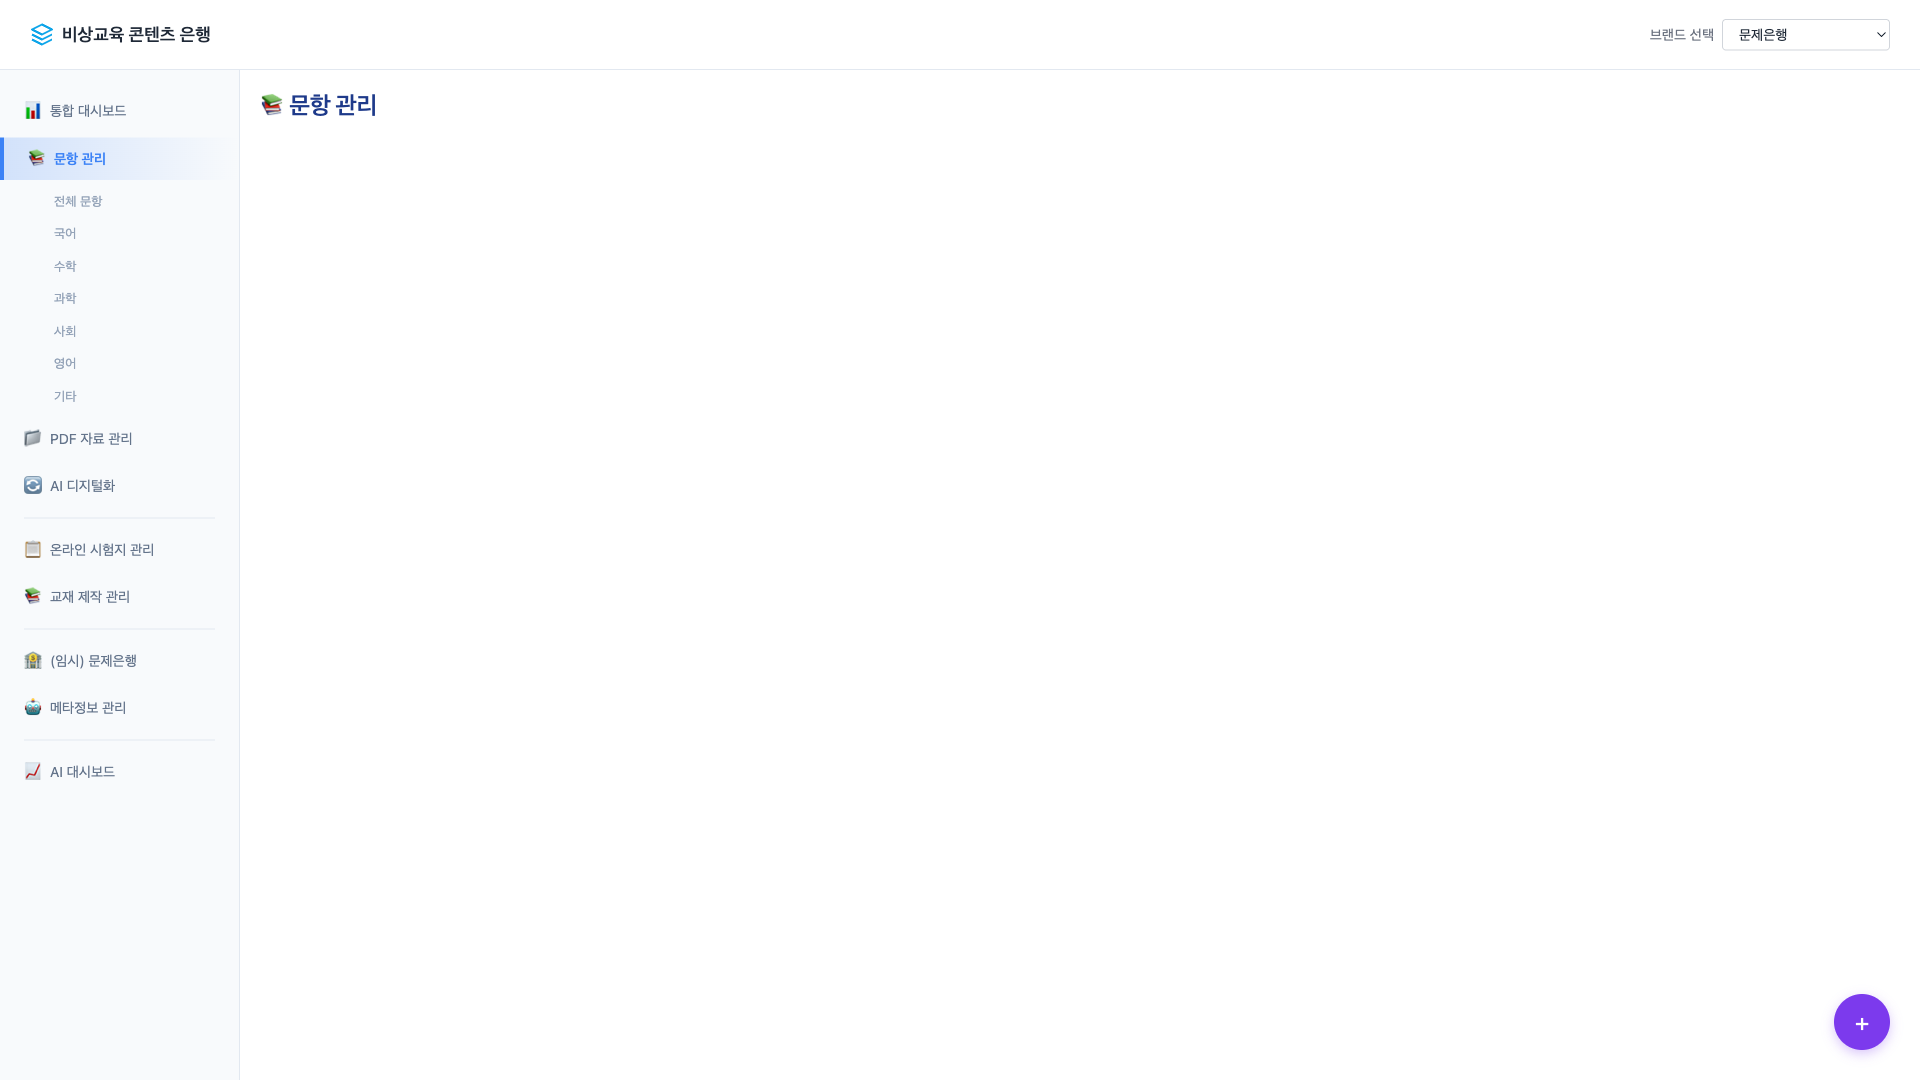 비상교육 콘텐츠 은행
브랜드 선택
문제은행
통합 대시보드
문항 관리
전체 문항
국어
수학
과학
사회
영어
기타
PDF 자료 관리
AI 디지털화
온라인 시험지 관리
교재 제작 관리
(임시) 문제은행
메타정보 관리
AI 대시보드
문항 관리
+